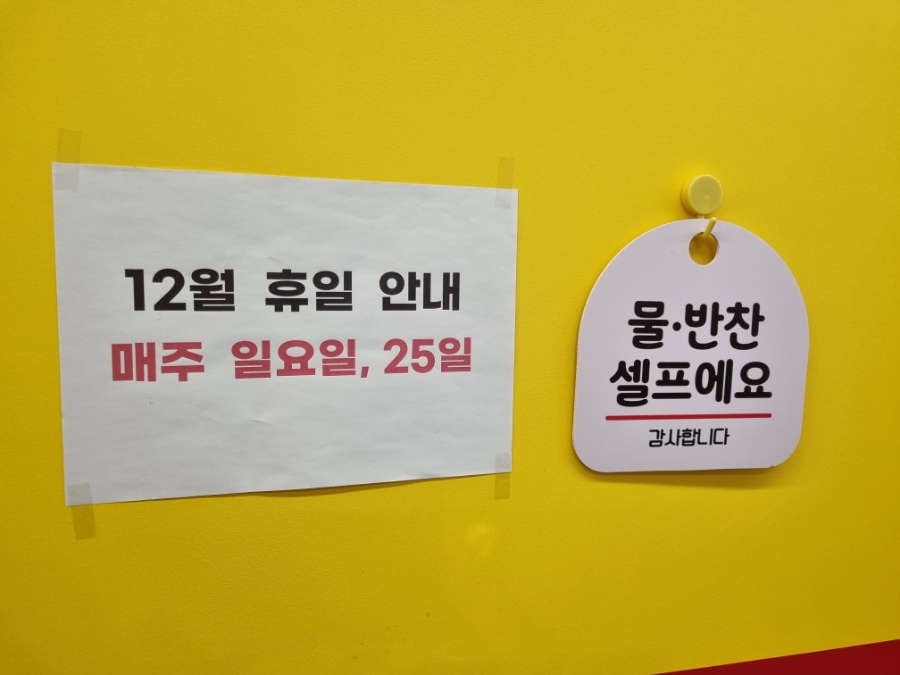 12월 휴일 안내
매주 일요일, 25일
물·반찬
셀프에요
감사합니다